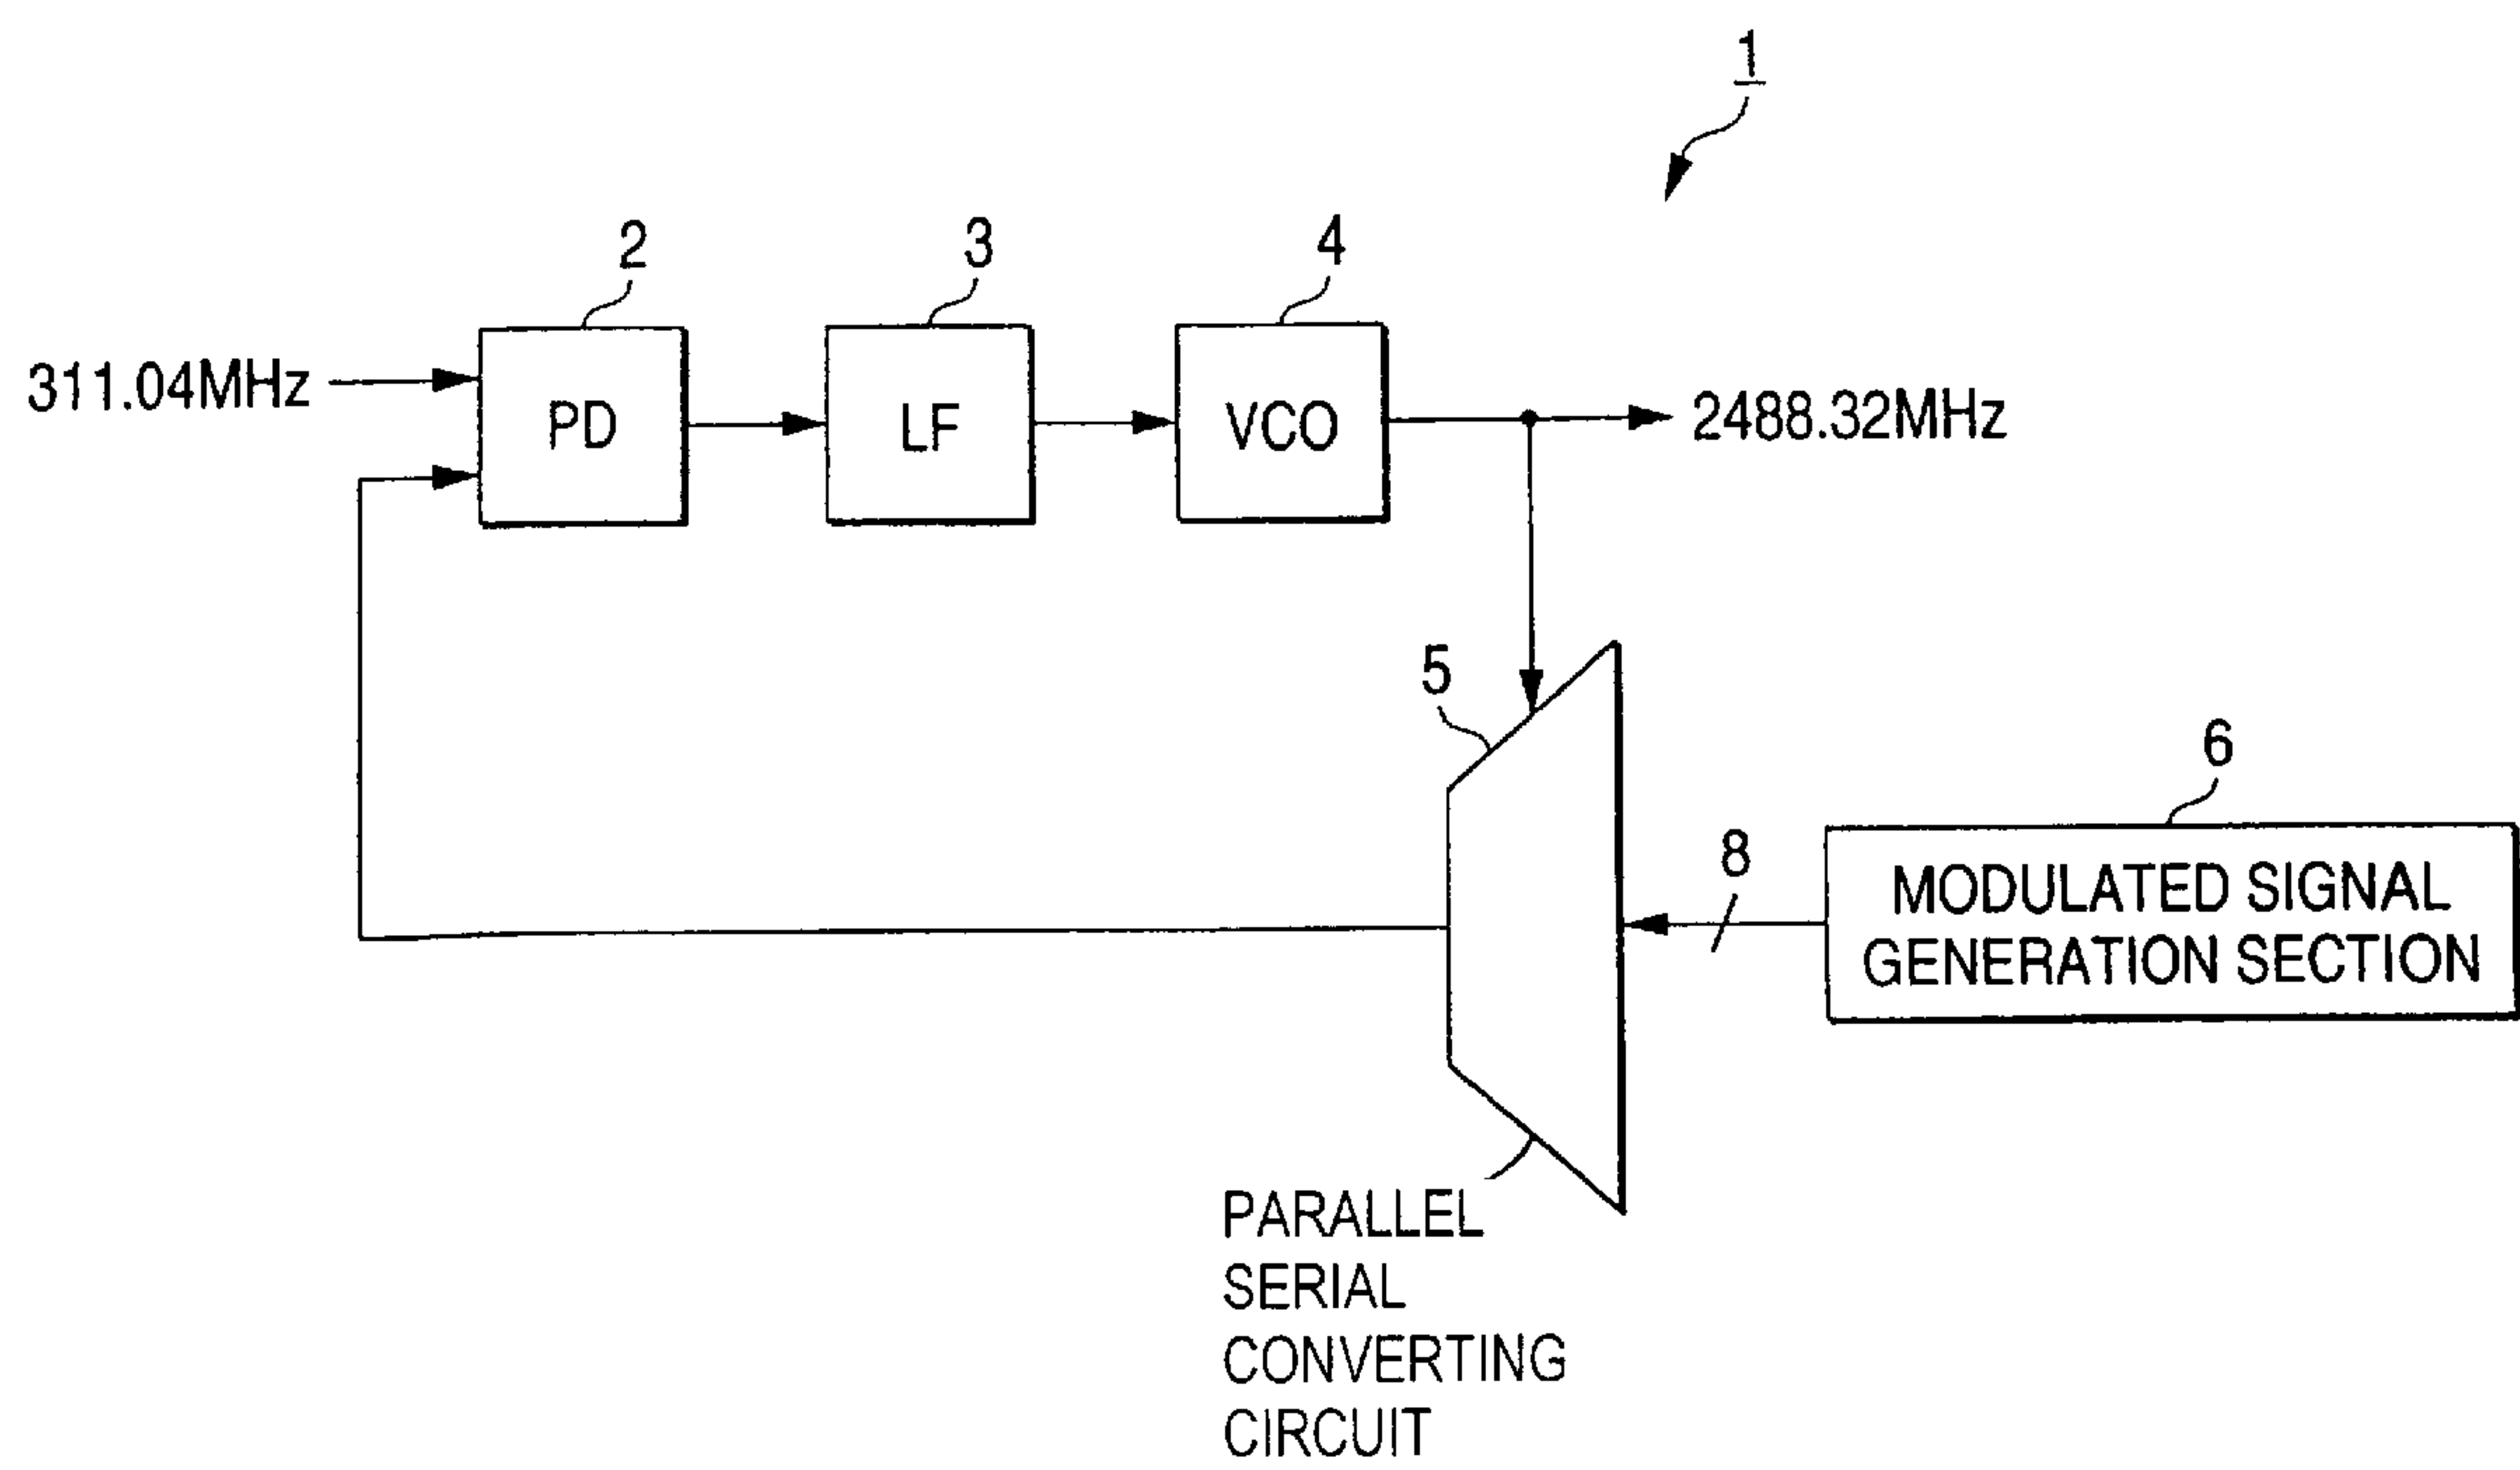 1
2
3
4
311.04MHz
PD
LF
VCO
2488.32MHz
5
6
8
MODULATED SIGNAL
GENERATION SECTION
PARALLEL
SERIAL
CONVERTING
CIRCUIT